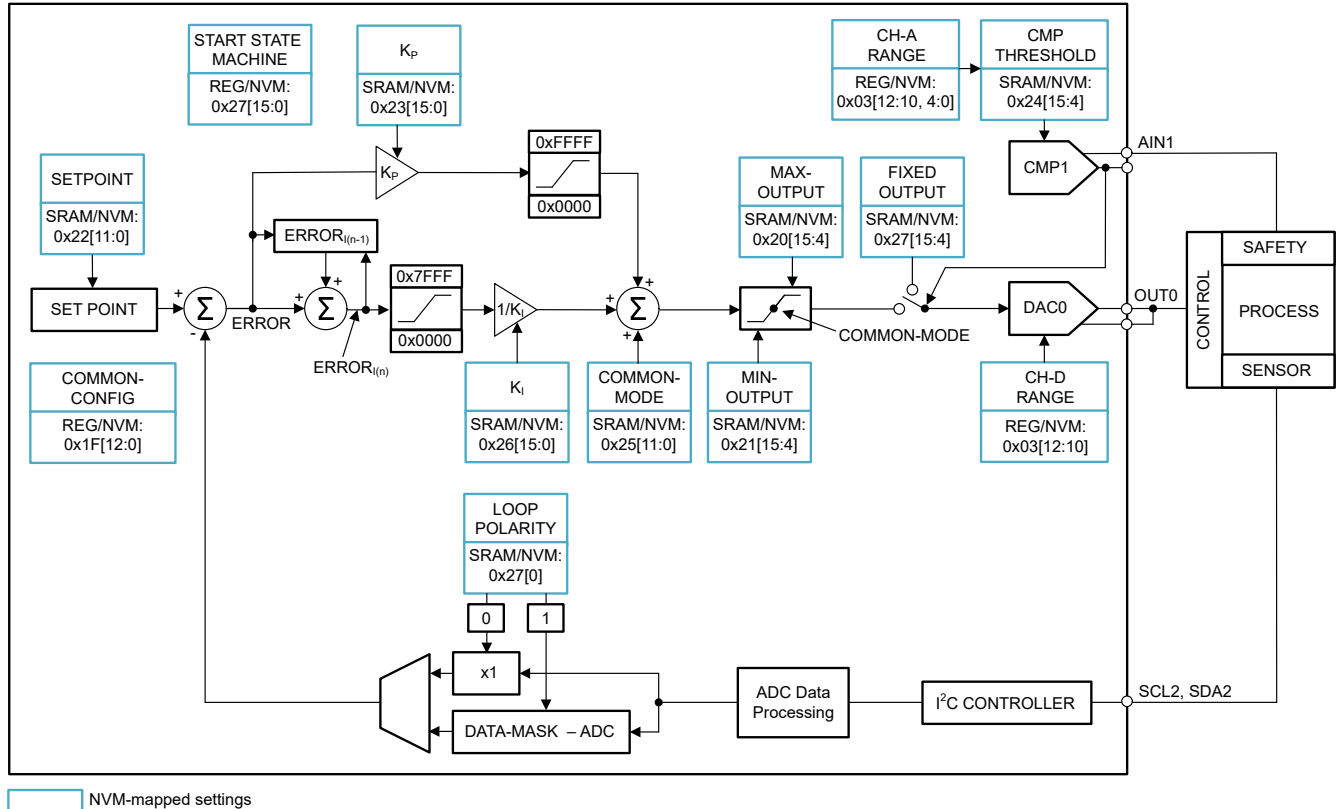 START STATE
MACHINE
REG/NVM:
0x27[15:0]
KP
SRAM/NVM:
0x23[15:0]
CH-A
RANGE
REG/NVM:
0x03[12:10, 4:0]
CMP
THRESHOLD
SRAM/NVM:
0x24[15:4]
AIN1
CMP1
SETPOINT
SRAM/NVM:
0x22[11:0]
SET POINT
+
-
Σ
ERROR
KP
0xFFFF
0x0000
ERRORI(n-1)
+
+
Σ
ERRORI(n)
0x7FFF
0x0000
1/KI
+
+
+
Σ
MAX-
OUTPUT
SRAM/NVM:
0x20[15:4]
FIXED
OUTPUT
SRAM/NVM:
0x27[15:4]
COMMON-MODE
DAC0
OUT0
CONTROL
SAFETY
PROCESS
SENSOR
COMMON-
CONFIG
REG/NVM:
0x1F[12:0]
KI
SRAM/NVM:
0x26[15:0]
COMMON-
MODE
SRAM/NVM:
0x25[11:0]
MIN-
OUTPUT
SRAM/NVM:
0x21[15:4]
CH-D
RANGE
REG/NVM:
0x03[12:10]
LOOP
POLARITY
SRAM/NVM:
0x27[0]
0
1
x1
DATA-MASK – ADC
ADC Data
Processing
I²C CONTROLLER
SCL2, SDA2
NVM-mapped settings